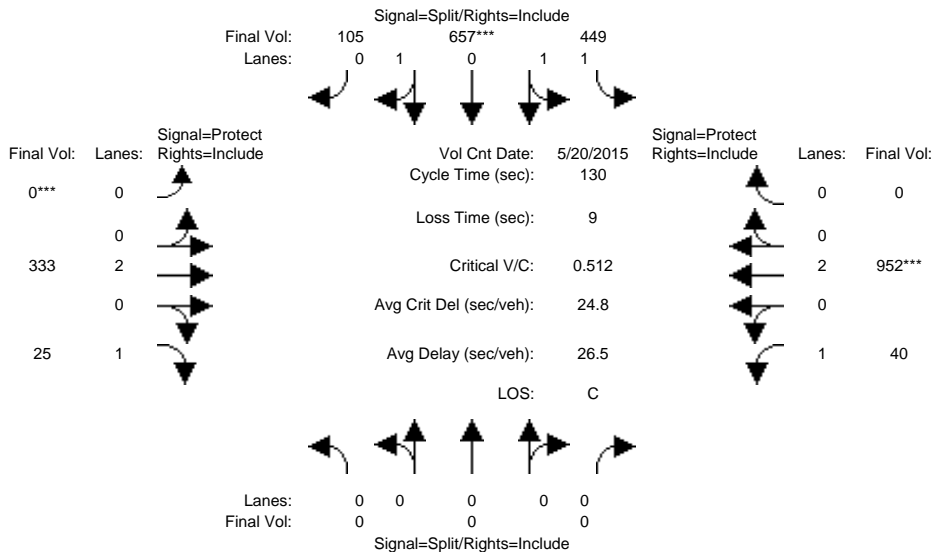 Signal=Split/Rights=Include
Final Vol: 105 657*** 449
Lanes: 0 1 0 1 1
Signal=Protect
Final Vol: Lanes: Rights=Include
Vol Cnt Date: 5/20/2015
Signal=Protect
Rights=Include Lanes: Final Vol:
Cycle Time (sec): 130
0*** 0
0 0
Loss Time (sec): 9
0
0
333 2
Critical V/C: 0.512
2 952***
0
Avg Crit Del (sec/veh): 24.8
0
25 1
Avg Delay (sec/veh): 26.5
1 40
LOS: C
Lanes: 0 0 0 0 0
Final Vol: 0 0 0
Signal=Split/Rights=Include